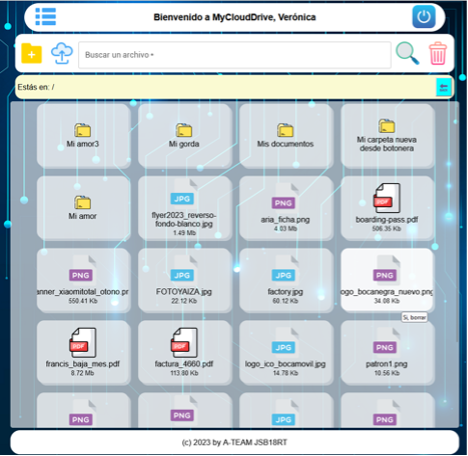 Bienvenido a MyCloudDrive, Verónica
Buscar un archivo
Estás en: /
Mi amor3
Mi gorda
Mis documentos
Mi carpeta nueva
desde botonera
Mi amor
JPG
flyer2023_reverso-
fondo-blanco.jpg
1.49 Mb
PNG
aria_ficha.png
4.03 Mb
PDF
boarding-pass.pdf
506.35 Kb
PNG
anner_xiaomitotal_otono.pr
550.41 Kb
JPG
FOTOYAIZA.jpg
22.12 Kb
JPG
factory.jpg
60.12 Kb
PNG
ogo_bocanegra_nuevo.png
34.08 Kb
Si, borrar
PDF
francis_baja_mes.pdf
8.72 Mb
PDF
factura_4660.pdf
113.80 Kb
JPG
logo_ico_bocamovil.jpg
14.78 Kb
PNG
patron1.png
10.56 Kb
PNG
PNG
JPG
PNG
(c) 2023 by A-TEAM JSB18RT